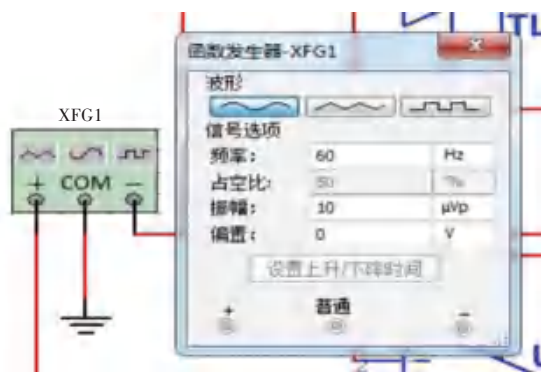 TL
函数发生器-XFG1
波形
XFG1
信号选项
频率: 60 Hz
占空比: 50 %
振幅: 10 μVp
偏置: 0 V
+ COM −
设置上升/下降时间
+ 普通 −
U
2